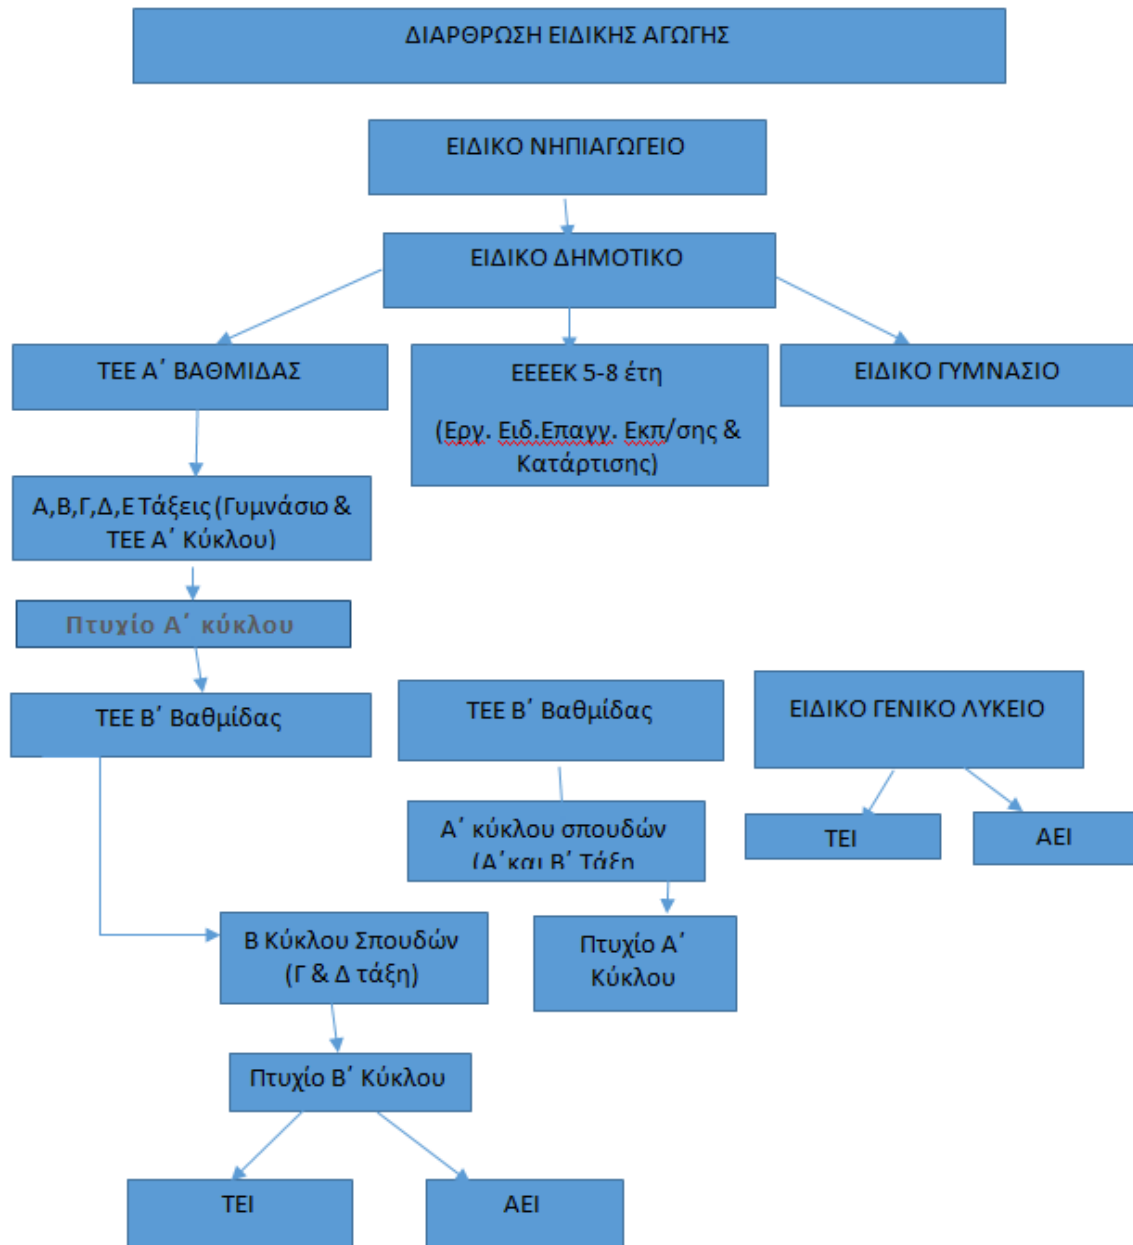 ΔΙΑΡΘΡΩΣΗ ΕΙΔΙΚΗΣ ΑΓΩΓΗΣ
ΕΙΔΙΚΟ ΝΗΠΙΑΓΩΓΕΙΟ
ΕΙΔΙΚΟ ΔΗΜΟΤΙΚΟ
ΤΕΕ Α΄ ΒΑΘΜΙΔΑΣ
ΕΕΕΕΚ 5-8 έτη
(Εργ. Ειδ.Επαγγ. Εκπ/σης &
Κατάρτισης)
ΕΙΔΙΚΟ ΓΥΜΝΑΣΙΟ
Α,Β,Γ,Δ,Ε Τάξεις (Γυμνάσιο &
ΤΕΕ Α΄ Κύκλου)
Πτυχίο Α΄ κύκλου
ΤΕΕ Β΄ Βαθμίδας
ΤΕΕ Β΄ Βαθμίδας
ΕΙΔΙΚΟ ΓΕΝΙΚΟ ΛΥΚΕΙΟ
Α΄ κύκλου σπουδών
(Α΄και Β΄ Τάξη
ΤΕΙ
ΑΕΙ
Β Κύκλου Σπουδών
(Γ & Δ τάξη)
Πτυχίο Α΄
Κύκλου
Πτυχίο Β΄ Κύκλου
ΤΕΙ
ΑΕΙ